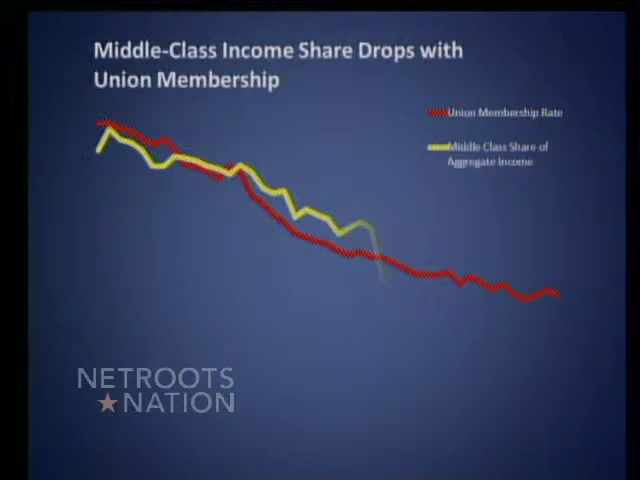 Middle-Class Income Share Drops with
Union Membership
Union Membership Rate
Middle Class Share of
Aggregate Income
NETROOTS
NATION